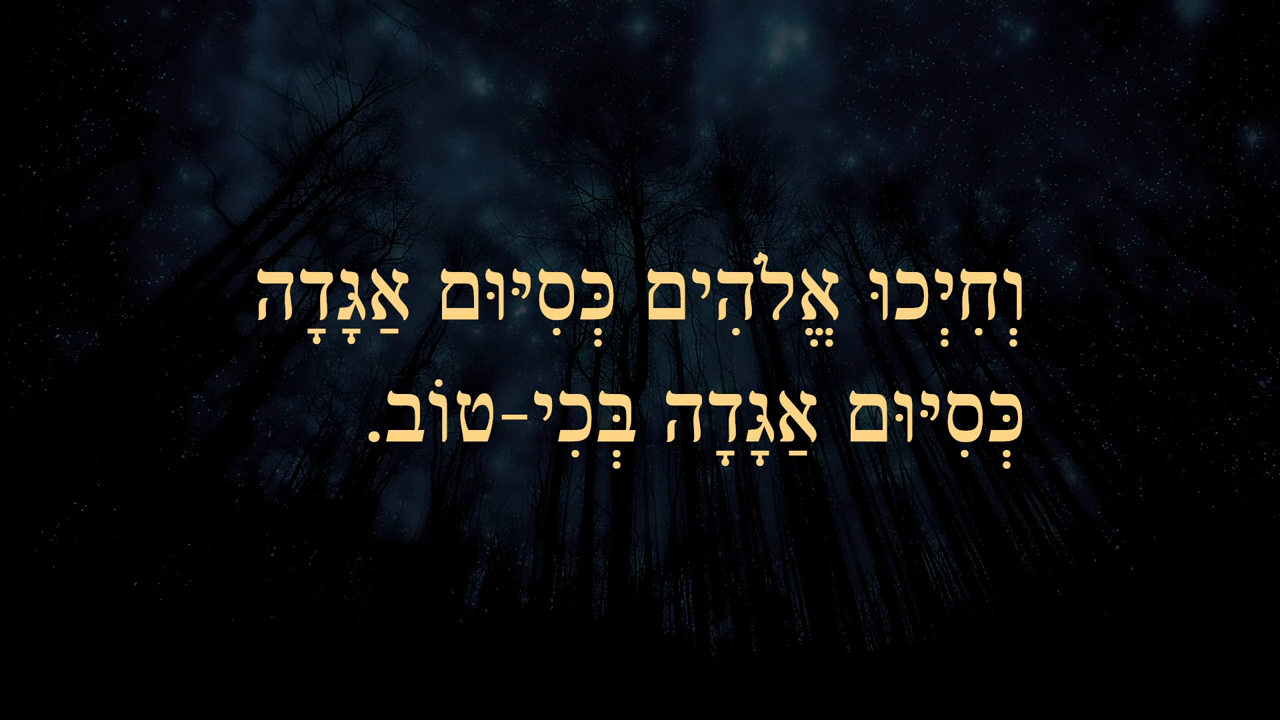 וְחִיְּכוּ אֱלֹהִים כְּסִיּוּם אַגָּדָה
כְּסִיּוּם אַגָּדָה בְּכִי-טוֹב.